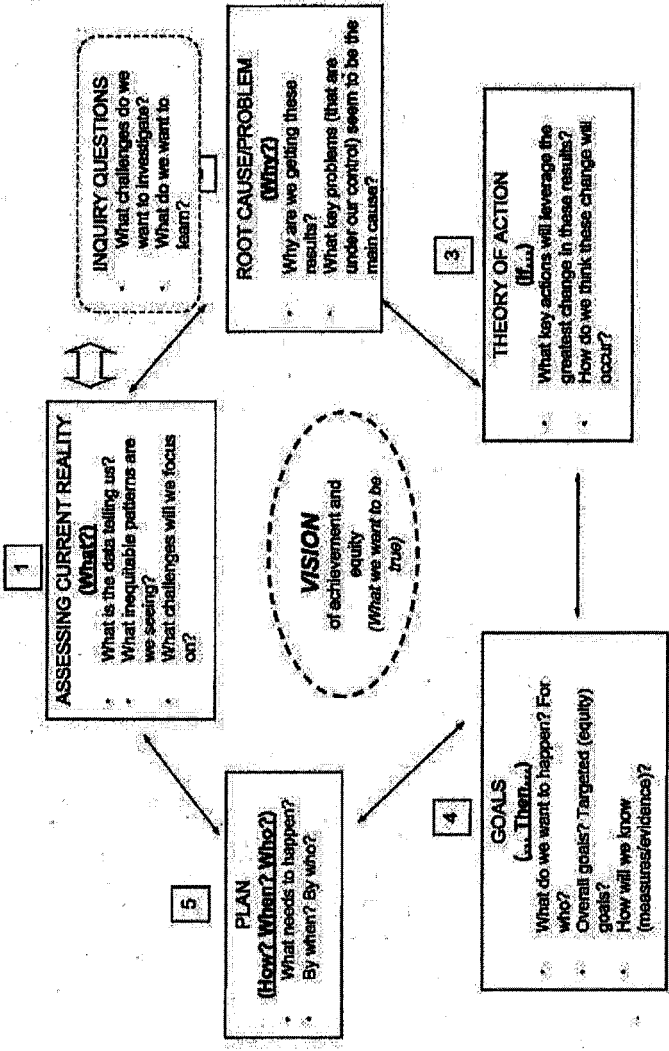 1
ASSESSING CURRENT REALITY
(What?)
What is the data telling us?
What inequitable patterns are
we seeing?
What challenges will we focus
on?
INQUIRY QUESTIONS
What challenges do we
want to investigate?
What do we want to
learn?
ROOT CAUSE/PROBLEM
(Why?)
Why are we getting these
results?
What key problems (that are
under our control) seem to be the
main cause?
3
THEORY OF ACTION
(If...)
What key actions will leverage the
greatest change in these results?
How do we think these change will
occur?
4
GOALS
(... Then...)
What do we want to happen? For
who?
Overall goals? Targeted (equity)
goals?
How will we know
(measures/evidence)?
5
PLAN
(How? When? Who?)
What needs to happen?
By when? By who?
VISION
of achievement and
equity
(What we want to be
true)